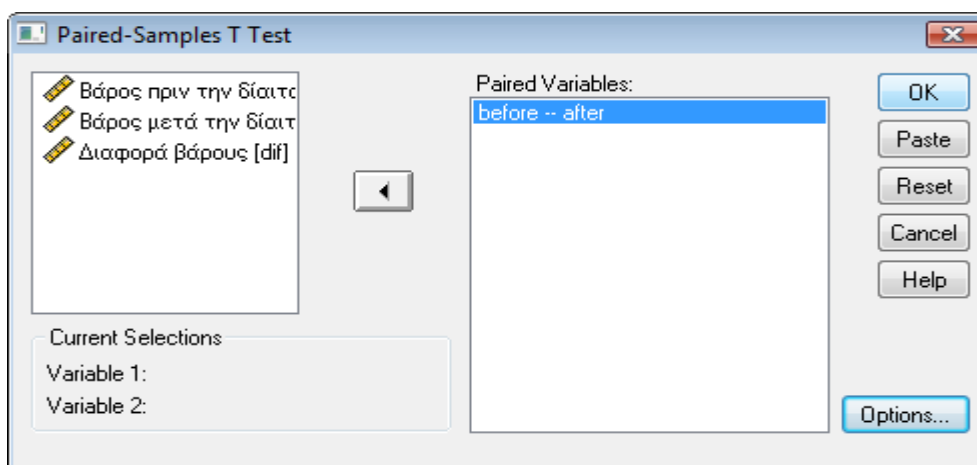 Paired-Samples T Test
Βάρος πριν την δίαιτα
Βάρος μετά την δίαιτ
Διαφορά βάρους [dif]
Paired Variables:
before -- after
OK
Paste
Reset
Cancel
Help
Current Selections
Variable 1:
Variable 2:
Options...